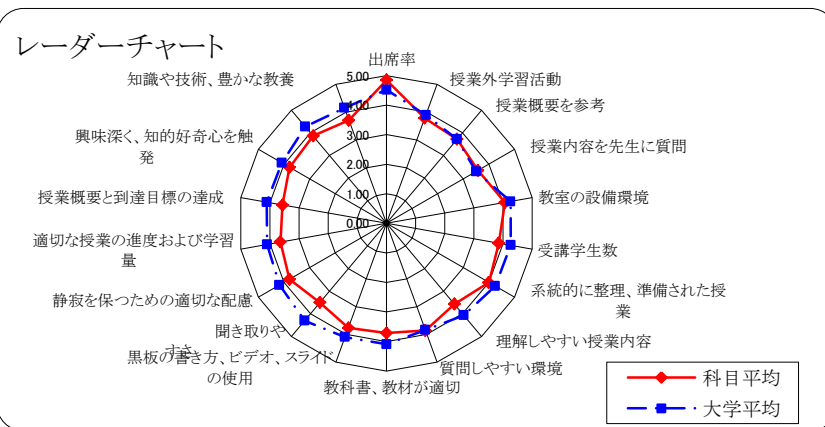 レーダーチャート
出席率
授業外学習活動
授業概要を参考
授業内容を先生に質問
教室の設備環境
受講学生数
系統的に整理、準備された授
業
理解しやすい授業内容
質問しやすい環境
教科書、教材が適切
黒板の書き方、ビデオ、スライド
の使用
聞き取りや
すさ
静寂を保つための適切な配慮
適切な授業の進度および学習
量
授業概要と到達目標の達成
興味深く、知的好奇心を触
発
知識や技術、豊かな教養
5.00
4.00
3.00
2.00
1.00
0.00
科目平均
大学平均